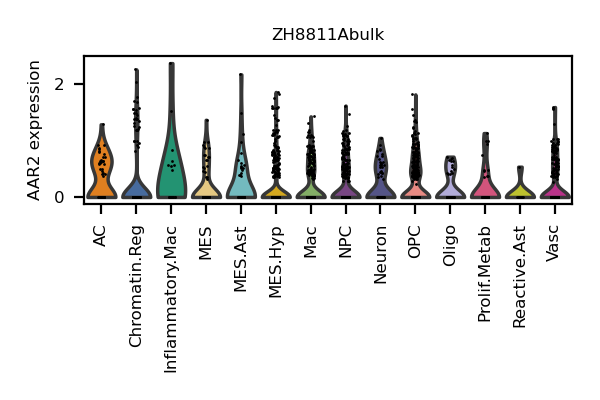 ZH8811Abulk
AAR2 expression
2
0
AC
Chromatin.Reg
Inflammatory.Mac
MES
MES.Ast
MES.Hyp
Mac
NPC
Neuron
OPC
Oligo
Prolif.Metab
Reactive.Ast
Vasc